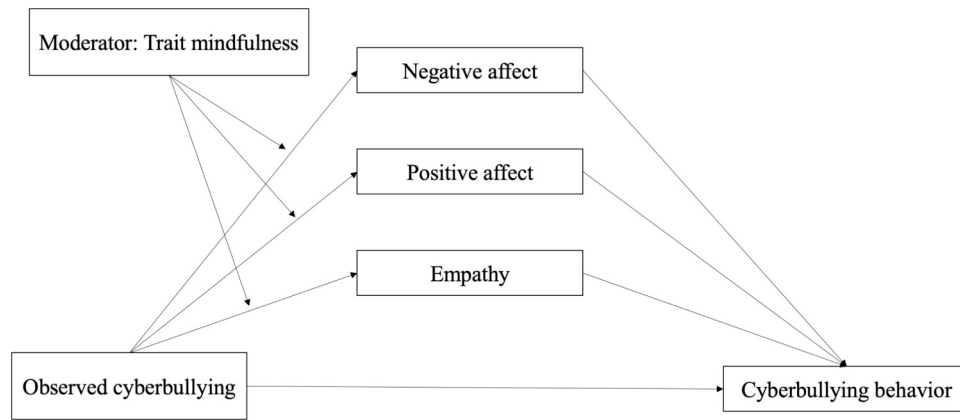 Moderator: Trait mindfulness
Negative affect
Positive affect
Empathy
Observed cyberbullying
Cyberbullying behavior